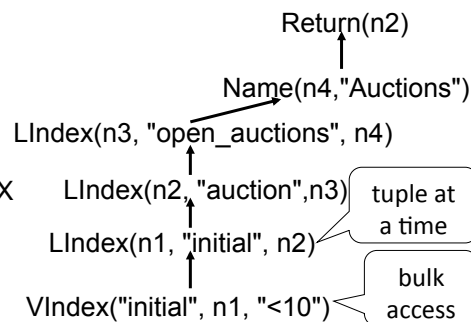 Return(n2)
Name(n4,"Auctions")
LIndex(n3, "open_auctions", n4)
X
LIndex(n2, "auction",n3)
tuple at
a time
LIndex(n1, "initial", n2)
bulk
access
VIndex("initial", n1, "<10")